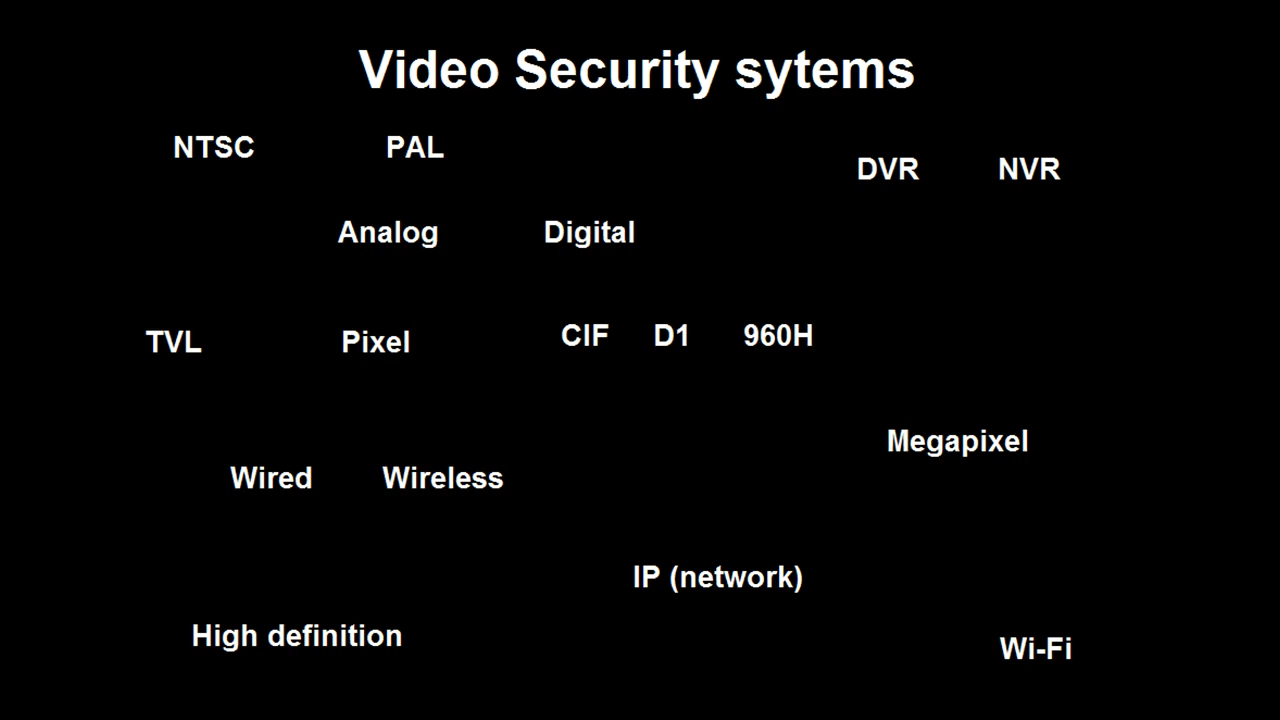 Video Security sytems
NTSC PAL
DVR NVR
Analog Digital
TVL Pixel CIF D1 960H
Megapixel
Wired Wireless
IP (network)
High definition
Wi-Fi